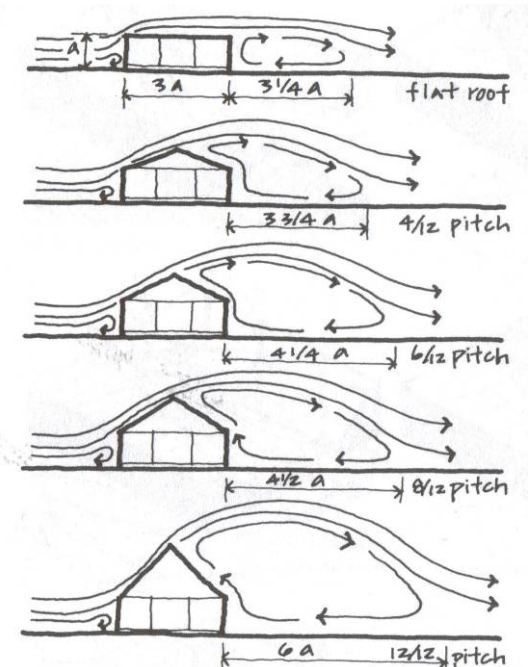 a
3a 3 1/4 a flat roof
3 3/4 a 4/12 pitch
4 1/4 a 6/12 pitch
4 1/2 a 8/12 pitch
6a 12/12 pitch